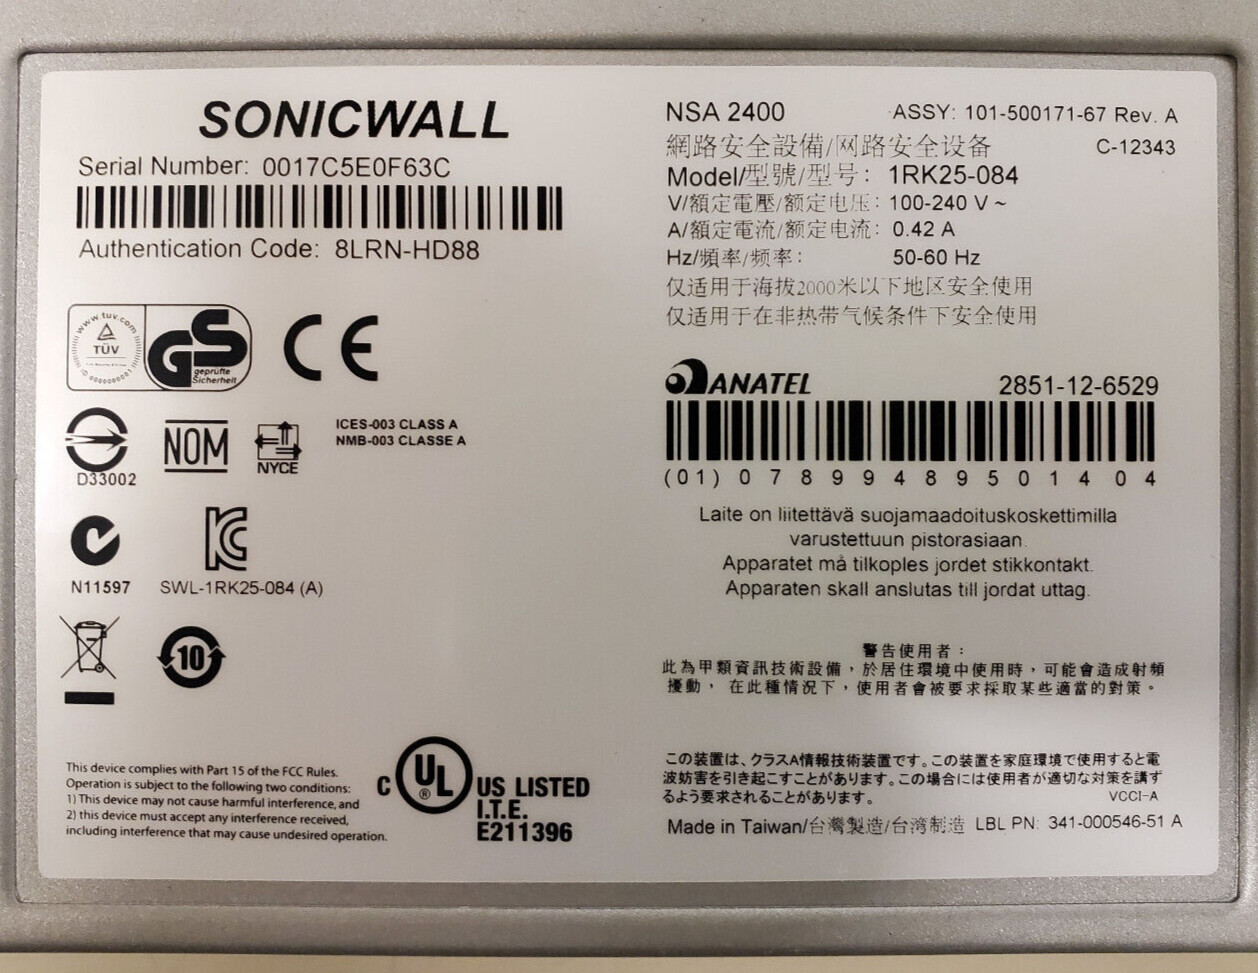 SONICWALL
Serial Number: 0017C5E0F63C
Authentication Code: 8LRN-HD88
www.tuv.com
TÜV
GS
geprüfte
Sicherheit
CE
D33002
NOM
NYCE
ICES-003 CLASS A
NMB-003 CLASSE A
N11597
SWL-1RK25-084 (A)
10
This device complies with Part 15 of the FCC Rules.
Operation is subject to the following two conditions:
1) This device may not cause harmful interference, and
2) this device must accept any interference received,
including interference that may cause undesired operation.
C UL ® US LISTED
I.T.E.
E211396
NSA 2400 ASSY: 101-500171-67 Rev. A
網路安全設備/网路安全设备 C-12343
Model/型號/型号: 1RK25-084
V/額定電壓/额定电压: 100-240 V ~
A/額定電流/额定电流: 0.42 A
Hz/頻率/频率: 50-60 Hz
仅适用于海拔2000米以下地区安全使用
仅适用于在非热带气候条件下安全使用
ANATEL 2851-12-6529
(01) 0 7 8 9 9 4 8 9 5 0 1 4 0 4
Laite on liitettävä suojamaadoituskoskettimilla
varustettuun pistorasiaan.
Apparatet må tilkoples jordet stikkontakt.
Apparaten skall anslutas till jordat uttag.
警告使用者：
此為甲類資訊技術設備，於居住環境中使用時，可能會造成射頻
擾動，在此種情況下，使用者會被要求採取某些適當的對策。
この装置は、クラスA情報技術装置です。この装置を家庭環境で使用すると電
波妨害を引き起こすことがあります。この場合には使用者が適切な対策を講ず
るよう要求されることがあります。 VCCI-A
Made in Taiwan/台灣製造/台湾制造 LBL PN: 341-000546-51 A